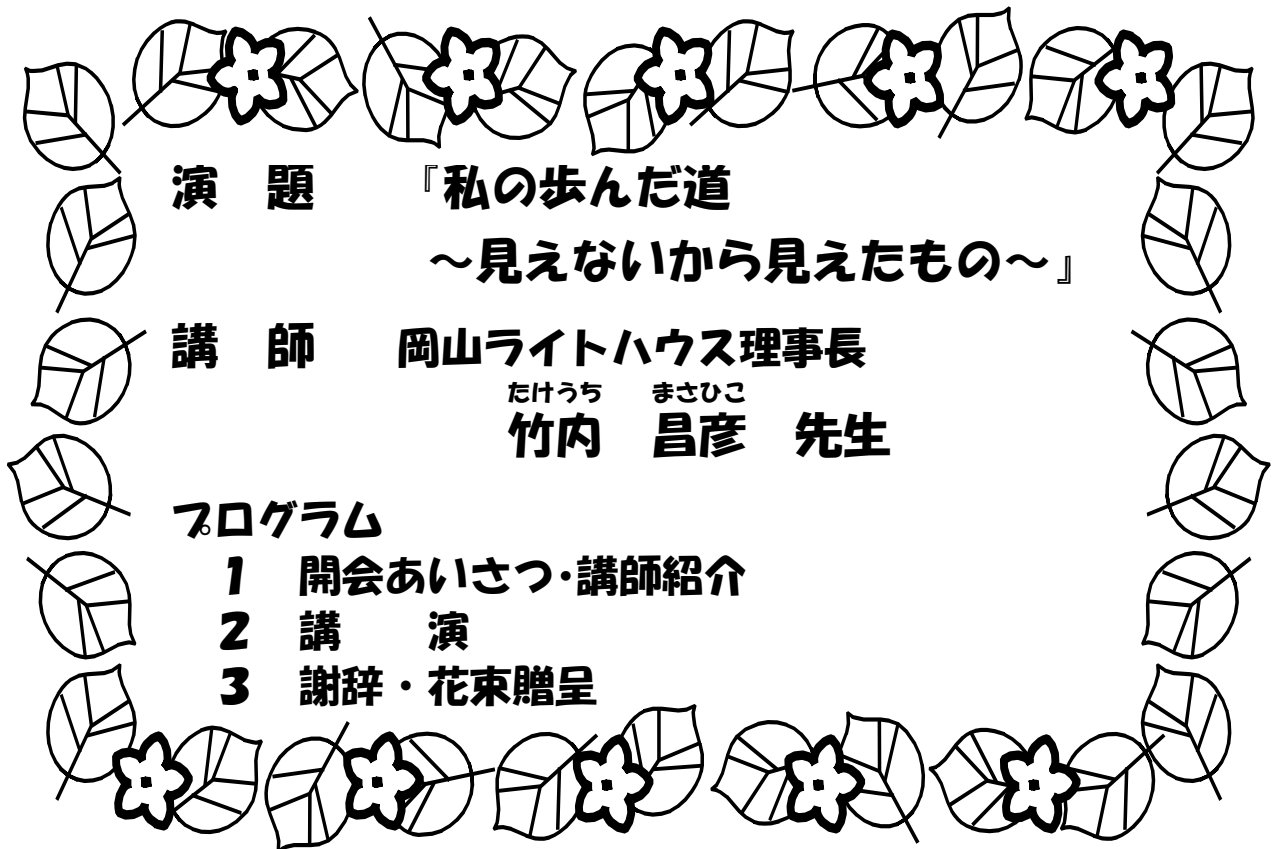 演　題　　『私の歩んだ道
～見えないから見えたもの～』
講　師　　岡山ライトハウス理事長
たけうち　　まさひこ
竹内　昌彦　先生
プログラム
1　開会あいさつ・講師紹介
2　講　　演
3　謝辞・花束贈呈